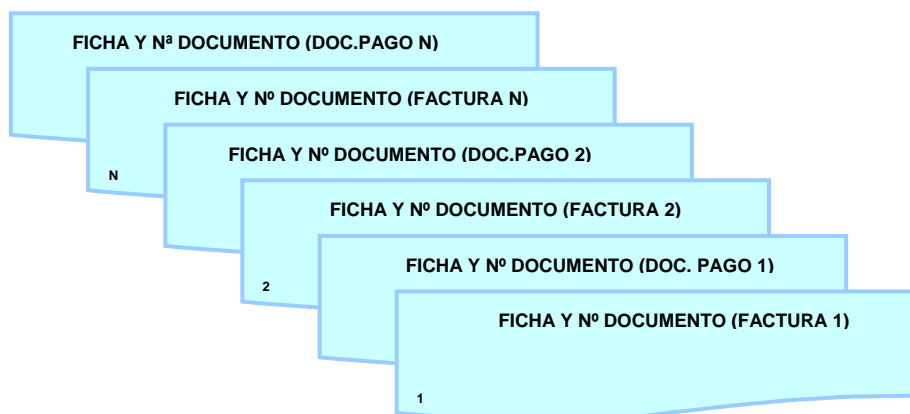 FICHA Y Nª DOCUMENTO (DOC.PAGO N)
FICHA Y Nº DOCUMENTO (FACTURA N)
FICHA Y Nº DOCUMENTO (DOC.PAGO 2)
N
FICHA Y Nº DOCUMENTO (FACTURA 2)
FICHA Y Nº DOCUMENTO (DOC. PAGO 1)
2
FICHA Y Nº DOCUMENTO (FACTURA 1)
1